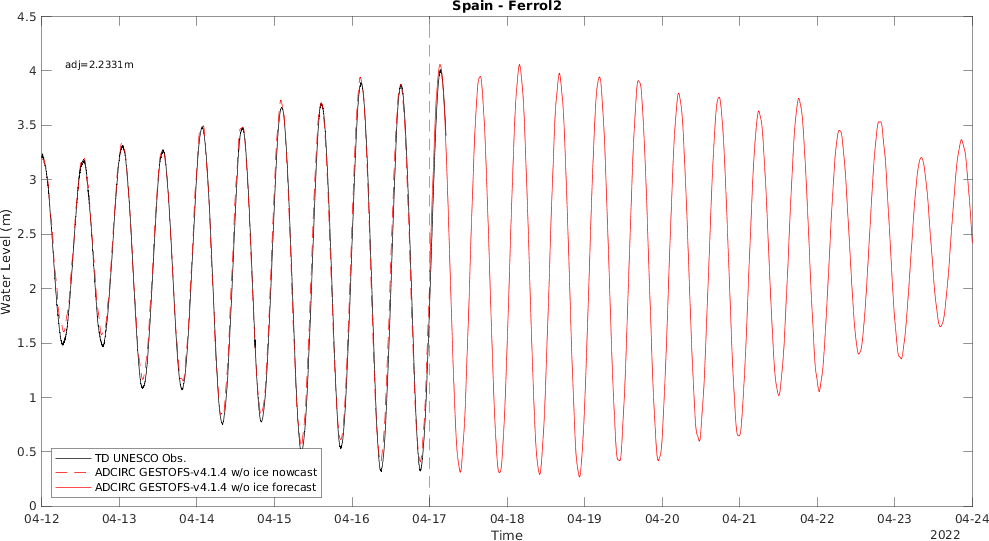 Spain - Ferrol2
4.5
adj=2.2331m
4
3.5
3
2.5
2
1.5
1
0.5
0
Water Level (m)
TD UNESCO Obs.
ADCIRC GESTOFS-v4.1.4 w/o ice nowcast
ADCIRC GESTOFS-v4.1.4 w/o ice forecast
04-12 04-13 04-14 04-15 04-16 04-17 04-18 04-19 04-20 04-21 04-22 04-23 04-24
Time
2022